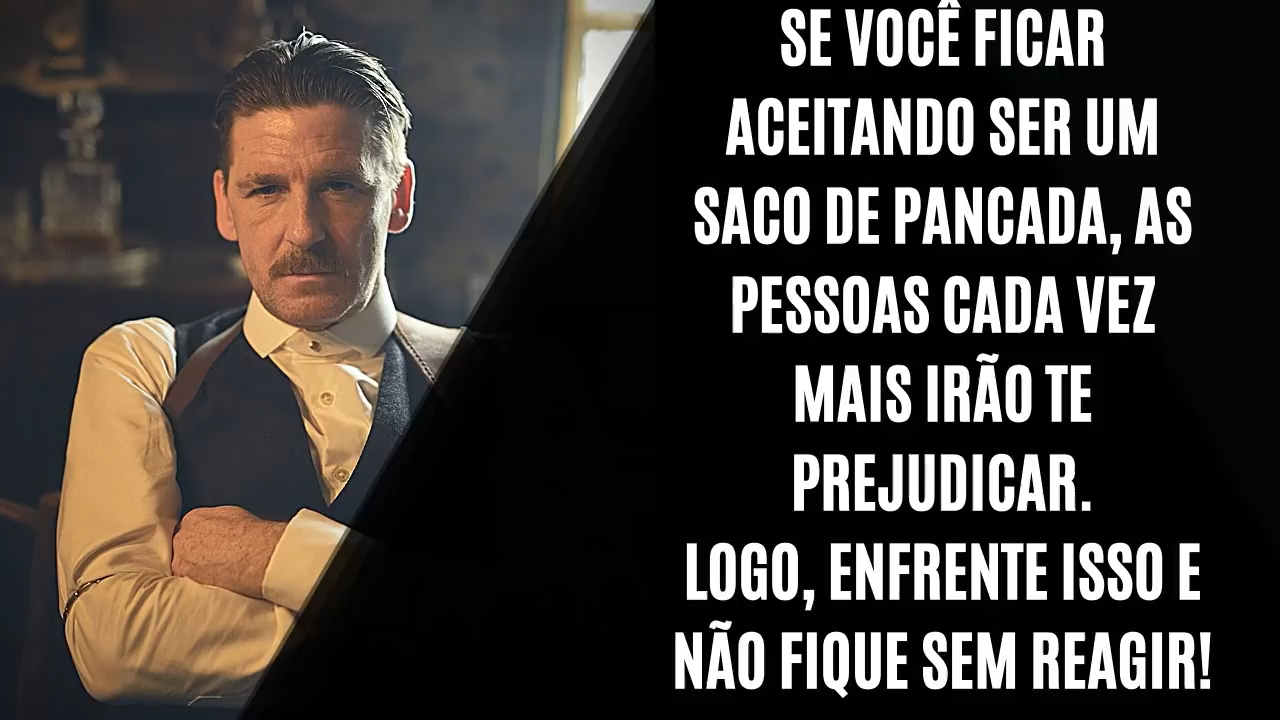 SE VOCÊ FICAR
ACEITANDO SER UM
SACO DE PANCADA, AS
PESSOAS CADA VEZ
MAIS IRÃO TE
PREJUDICAR.
LOGO, ENFRENTE ISSO E
NÃO FIQUE SEM REAGIR!